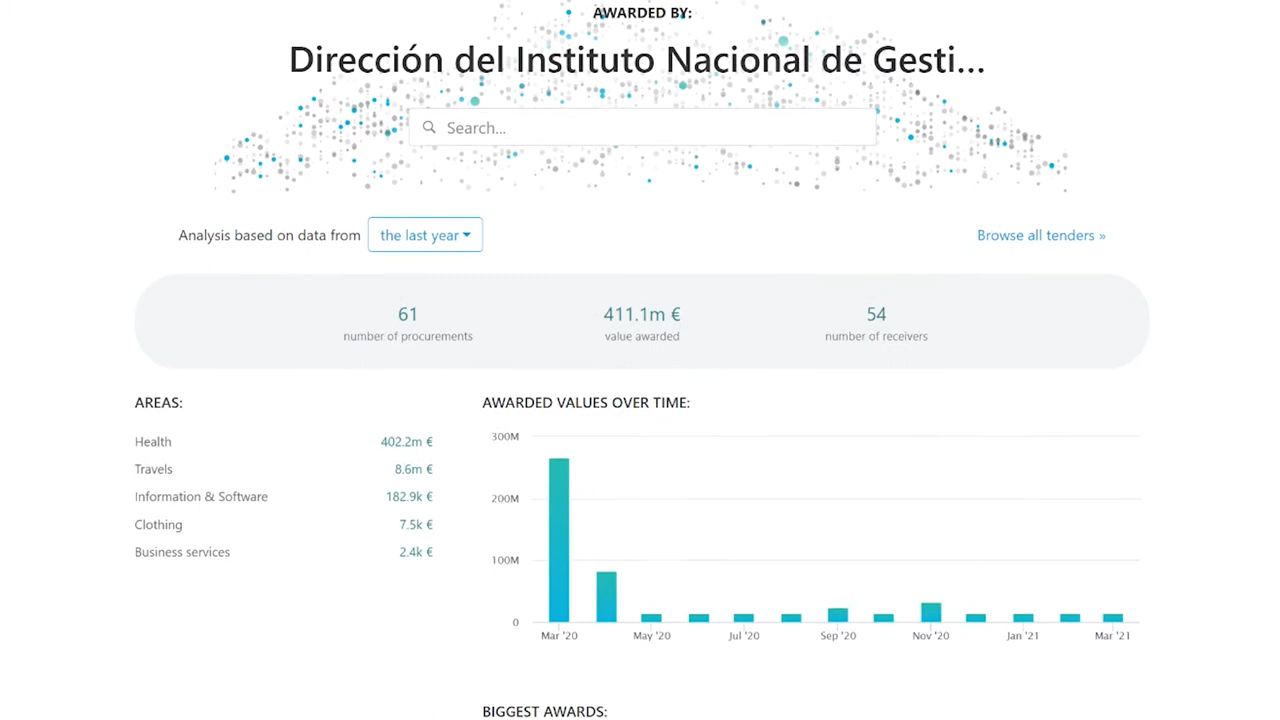 AWARDED BY:
Dirección del Instituto Nacional de Gesti...
Search...
Analysis based on data from the last year Browse all tenders »
61 411.1m € 54
number of procurements value awarded number of receivers
AREAS:
Health 402.2m €
Travels 8.6m €
Information & Software 182.9k €
Clothing 7.5k €
Business services 2.4k €
AWARDED VALUES OVER TIME:
300M
200M
100M
0
Mar '20 May '20 Jul '20 Sep '20 Nov '20 Jan '21 Mar '21
BIGGEST AWARDS: